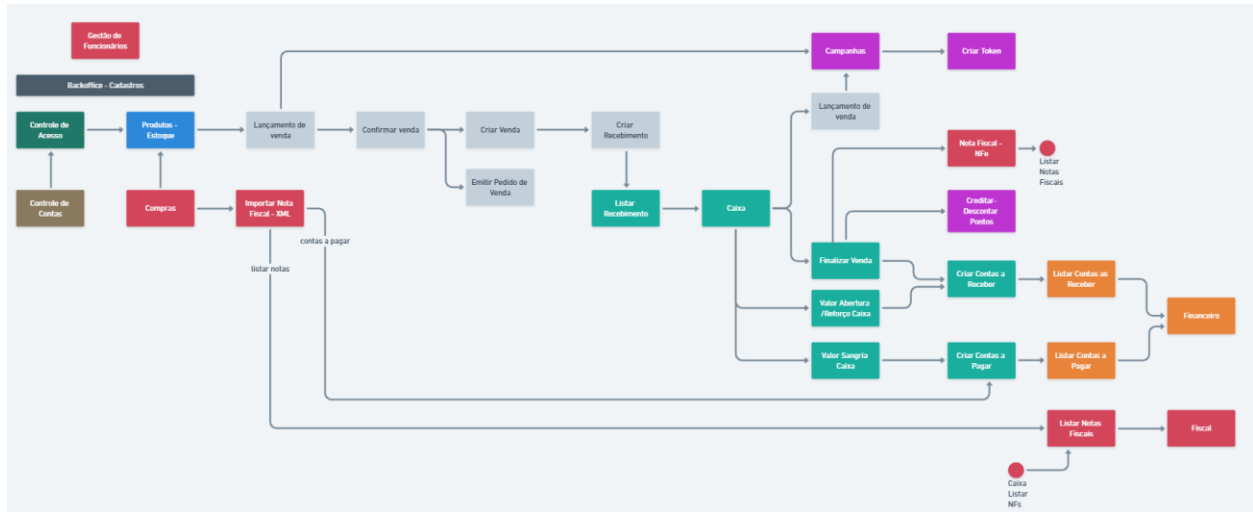 Gestão de
Funcionários
Backoffice - Cadastros
Controle de
Acesso
Produtos -
Estoque
Lançamento de
venda
Confirmar venda
Criar Venda
Criar
Recebimento
Campanhas
Criar Token
Lançamento de
venda
Nota Fiscal -
NFe
Listar
Notas
Fiscais
Emitir Pedido de
Venda
Controle de
Contas
Compras
Importar Nota
Fiscal - XML
Listar
Recebimento
Caixa
Creditar-
Descontar
Pontos
contas a pagar
listar notas
Finalizar Venda
Criar Contas a
Receber
Listar Contas as
Receber
Valor Abertura
/Reforço Caixa
Financeiro
Valor Sangria
Caixa
Criar Contas a
Pagar
Listar Contas a
Pagar
Listar Notas
Fiscais
Fiscal
Caixa
Listar
NFs